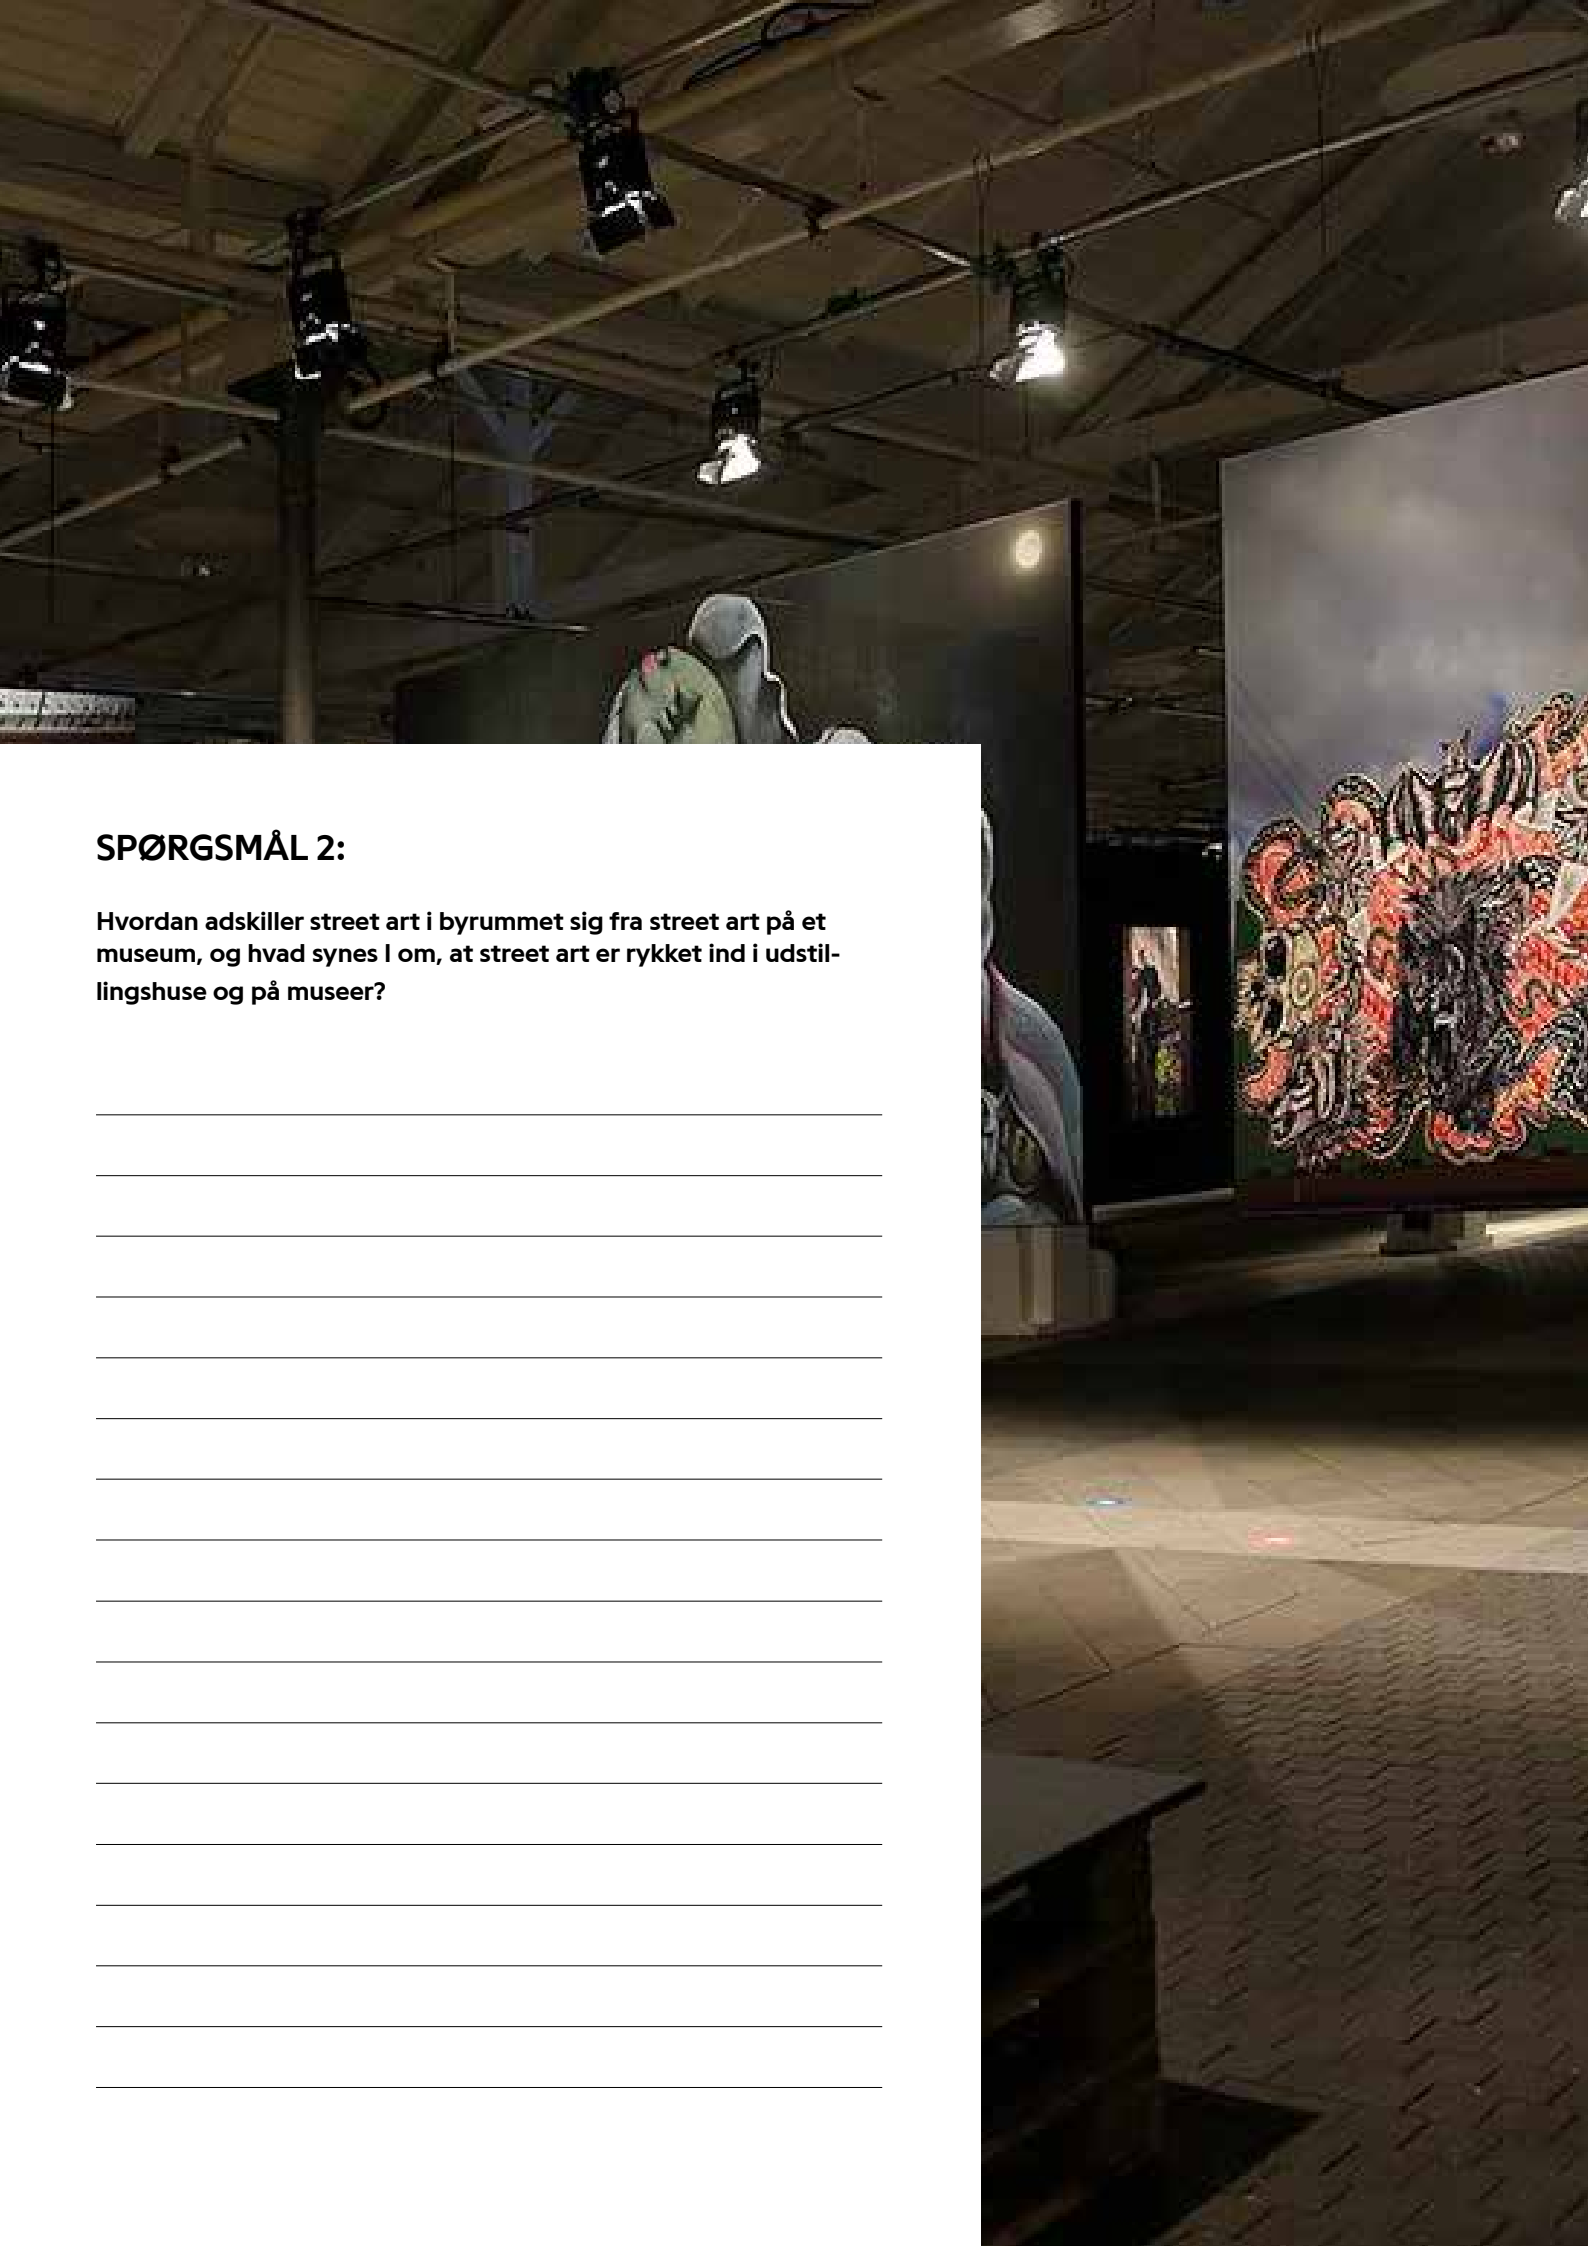 SPØRGSMÅL 2:
Hvordan adskiller street art i byrummet sig fra street art på et
museum, og hvad synes I om, at street art er rykket ind i udstil-
lingshuse og på museer?